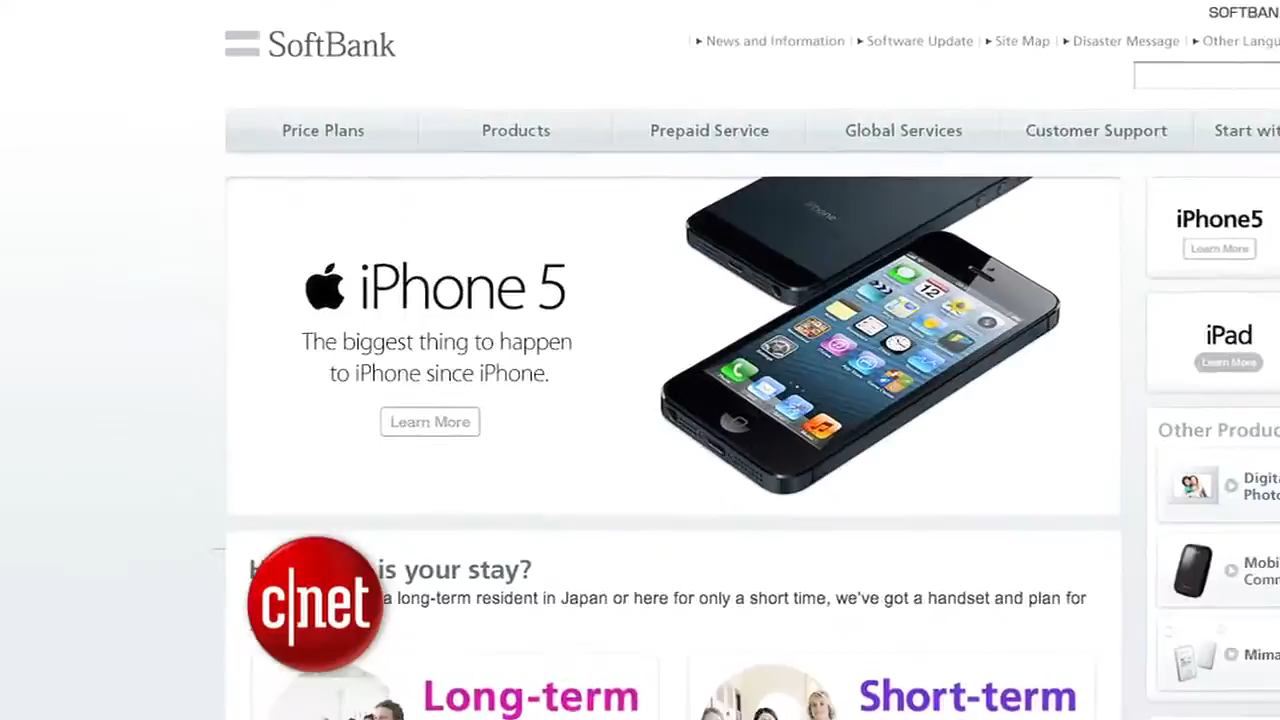 SOFTBAN
SoftBank
News and Information
Software Update
Site Map
Disaster Message
Other Langu
Price Plans
Products
Prepaid Service
Global Services
Customer Support
Start wit
iPhone 5
The biggest thing to happen
to iPhone since iPhone.
Learn More
iPhone
12
iPhone5
Learn More
iPad
Learn More
Other Produc
Digita
Photo
Mobil
Comm
Mima
is your stay?
a long-term resident in Japan or here for only a short time, we've got a handset and plan for
c|net
Long-term
Short-term